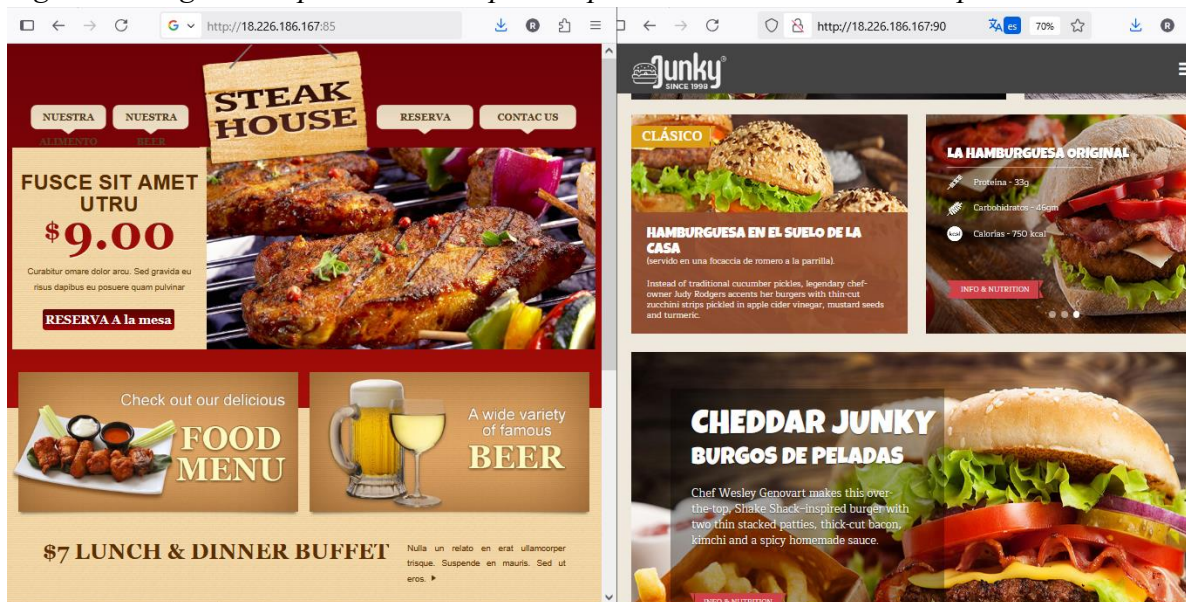 http://18.226.186.167:85
STEAK
HOUSE
NUESTRA
ALIMENTO
NUESTRA
BEER
RESERVA
CONTAC US
FUSCE SIT AMET
UTRU
$9.00
Curabitur ornare dolor arcu. Sed gravida eu
risus dapibus eu posuere quam pulvinar
RESERVA A la mesa
Check out our delicious
FOOD
MENU
A wide variety
of famous
BEER
$7 LUNCH & DINNER BUFFET
Nulla un relato en erat ullamcorper
trisque. Suspende en mauris. Sed ut
eros.
http://18.226.186.167:90
es
70%
Junky
SINCE 1998
CLÁSICO
HAMBURGUESA EN EL SUELO DE LA
CASA
(servido en una focaccia de romero a la parrilla).
Instead of traditional cucumber pickles, legendary chef-
owner Judy Rodgers accents her burgers with thin-cut
zucchini strips pickled in apple cider vinegar, mustard seeds
and turmeric.
LA HAMBURGUESA ORIGINAL
Proteína - 33g
Carbohidratos - 46gm
kcal
Calorías - 750 kcal
INFO & NUTRITION
CHEDDAR JUNKY
BURGOS DE PELADAS
Chef Wesley Genovart makes this over-
the-top, Shake Shack–inspired burger with
two thin stacked patties, thick-cut bacon,
kimchi and a spicy homemade sauce.
INFO & NUTRITION